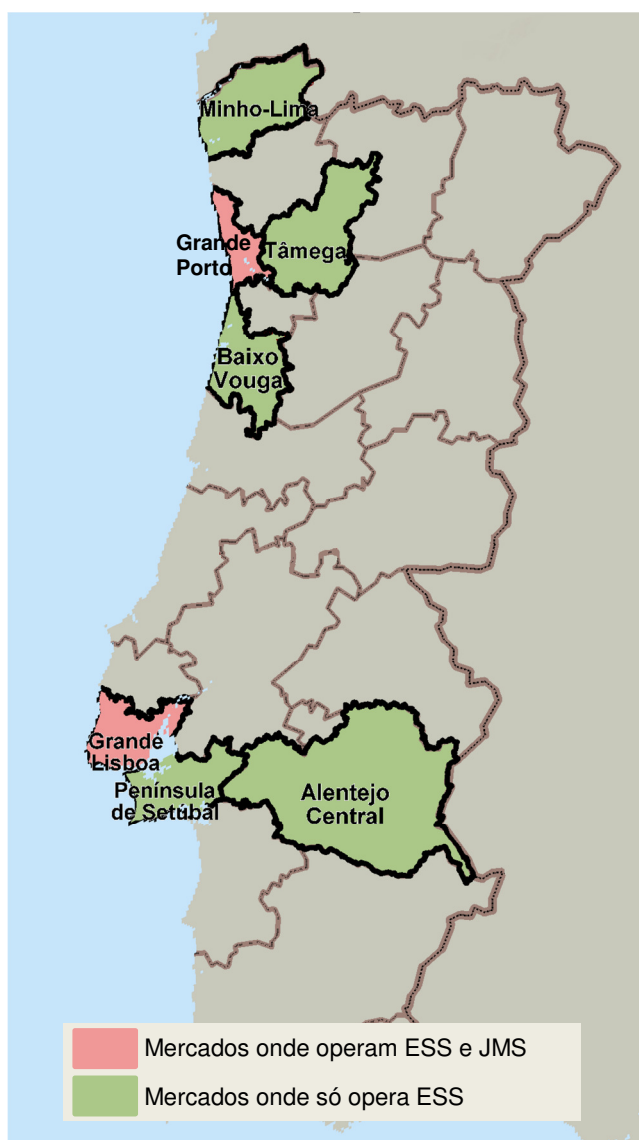 Minho-Lima
Grande
Porto
Tâmega
Baixo
Vouga
Grande
Lisboa
Península
de Setúbal
Alentejo
Central
Mercados onde operam ESS e JMS
Mercados onde só opera ESS